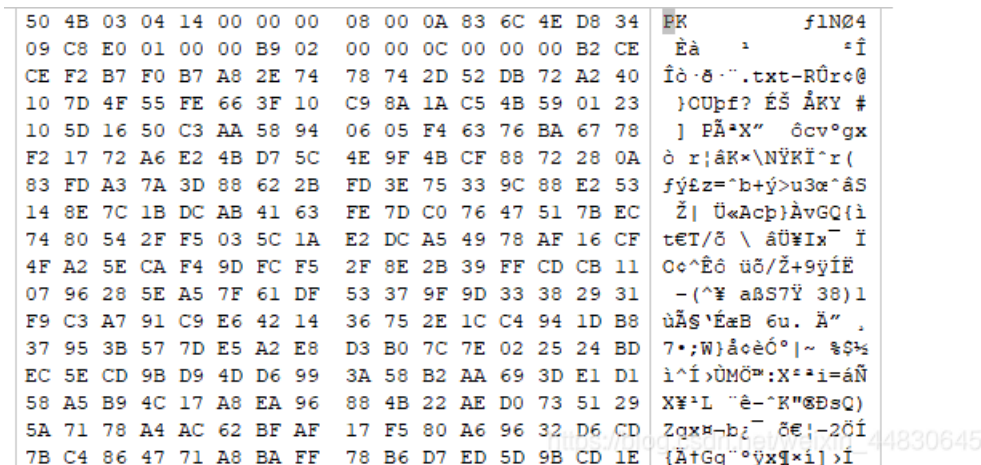 50 4B 03 04 14 00 00 00 08 00 0A 83 6C 4E D8 34 PK ƒlNØ4
09 C8 E0 01 00 00 B9 02 00 00 0C 00 00 00 B2 CE Èà ¹ ²Î
CE F2 B7 F0 B7 A8 2E 74 78 74 2D 52 DB 72 A2 40 Îò·ð·¨.txt-RÛr¢@
10 7D 4F 55 FE 66 3F 10 C9 8A 1A C5 4B 59 01 23 }OUþf? ÉŠ ÅKY #
10 5D 16 50 C3 AA 58 94 06 05 F4 63 76 BA 67 78 ] PÃªX” ôcvºgx
F2 17 72 A6 E2 4B D7 5C 4E 9F 4B CF 88 72 28 0A ò r¦âK×\NŸKÏˆr(
83 FD A3 7A 3D 88 62 2B FD 3E 75 33 9C 88 E2 53 ƒý£z=ˆb+ý>u3œˆâS
14 8E 7C 1B DC AB 41 63 FE 7D C0 76 47 51 7B EC Ž| Ü«Acþ}ÀvGQ{ì
74 80 54 2F F5 03 5C 1A E2 DC A5 49 78 AF 16 CF t€T/õ \ âÜ¥Ix¯ Ï
4F A2 5E CA F4 9D FC F5 2F 8E 2B 39 FF CD CB 11 O¢^Êô üõ/Ž+9ÿÍË
07 96 28 5E A5 7F 61 DF 53 37 9F 9D 33 38 29 31 –(^¥ aßS7Ÿ 38)1
F9 C3 A7 91 C9 E6 42 14 36 75 2E 1C C4 94 1D B8 ùÃ§‘ÉæB 6u. Ä” ¸
37 95 3B 57 7D E5 A2 E8 D3 B0 7C 7E 02 25 24 BD 7•;W}å¢èÓ°|~ %$½
EC 5E CD 9B D9 4D D6 99 3A 58 B2 AA 69 3D E1 D1 ì^Í›ÙMÖ™:X²ªi=áÑ
58 A5 B9 4C 17 A8 EA 96 88 4B 22 AE D0 73 51 29 X¥¹L ¨ê–ˆK"®ÐsQ)
5A 71 78 A4 AC 62 BF AF 17 F5 80 A6 96 32 D6 CD Zqx¤¬b¿¯ õ€¦–2ÖÍ
7B C4 86 47 71 A8 BA FF 78 B6 D7 ED 5D 9B CD 1E {Ä†Gq¨ºÿx¶×í]›Í
https://blog.csdn.net/weixin_44830645